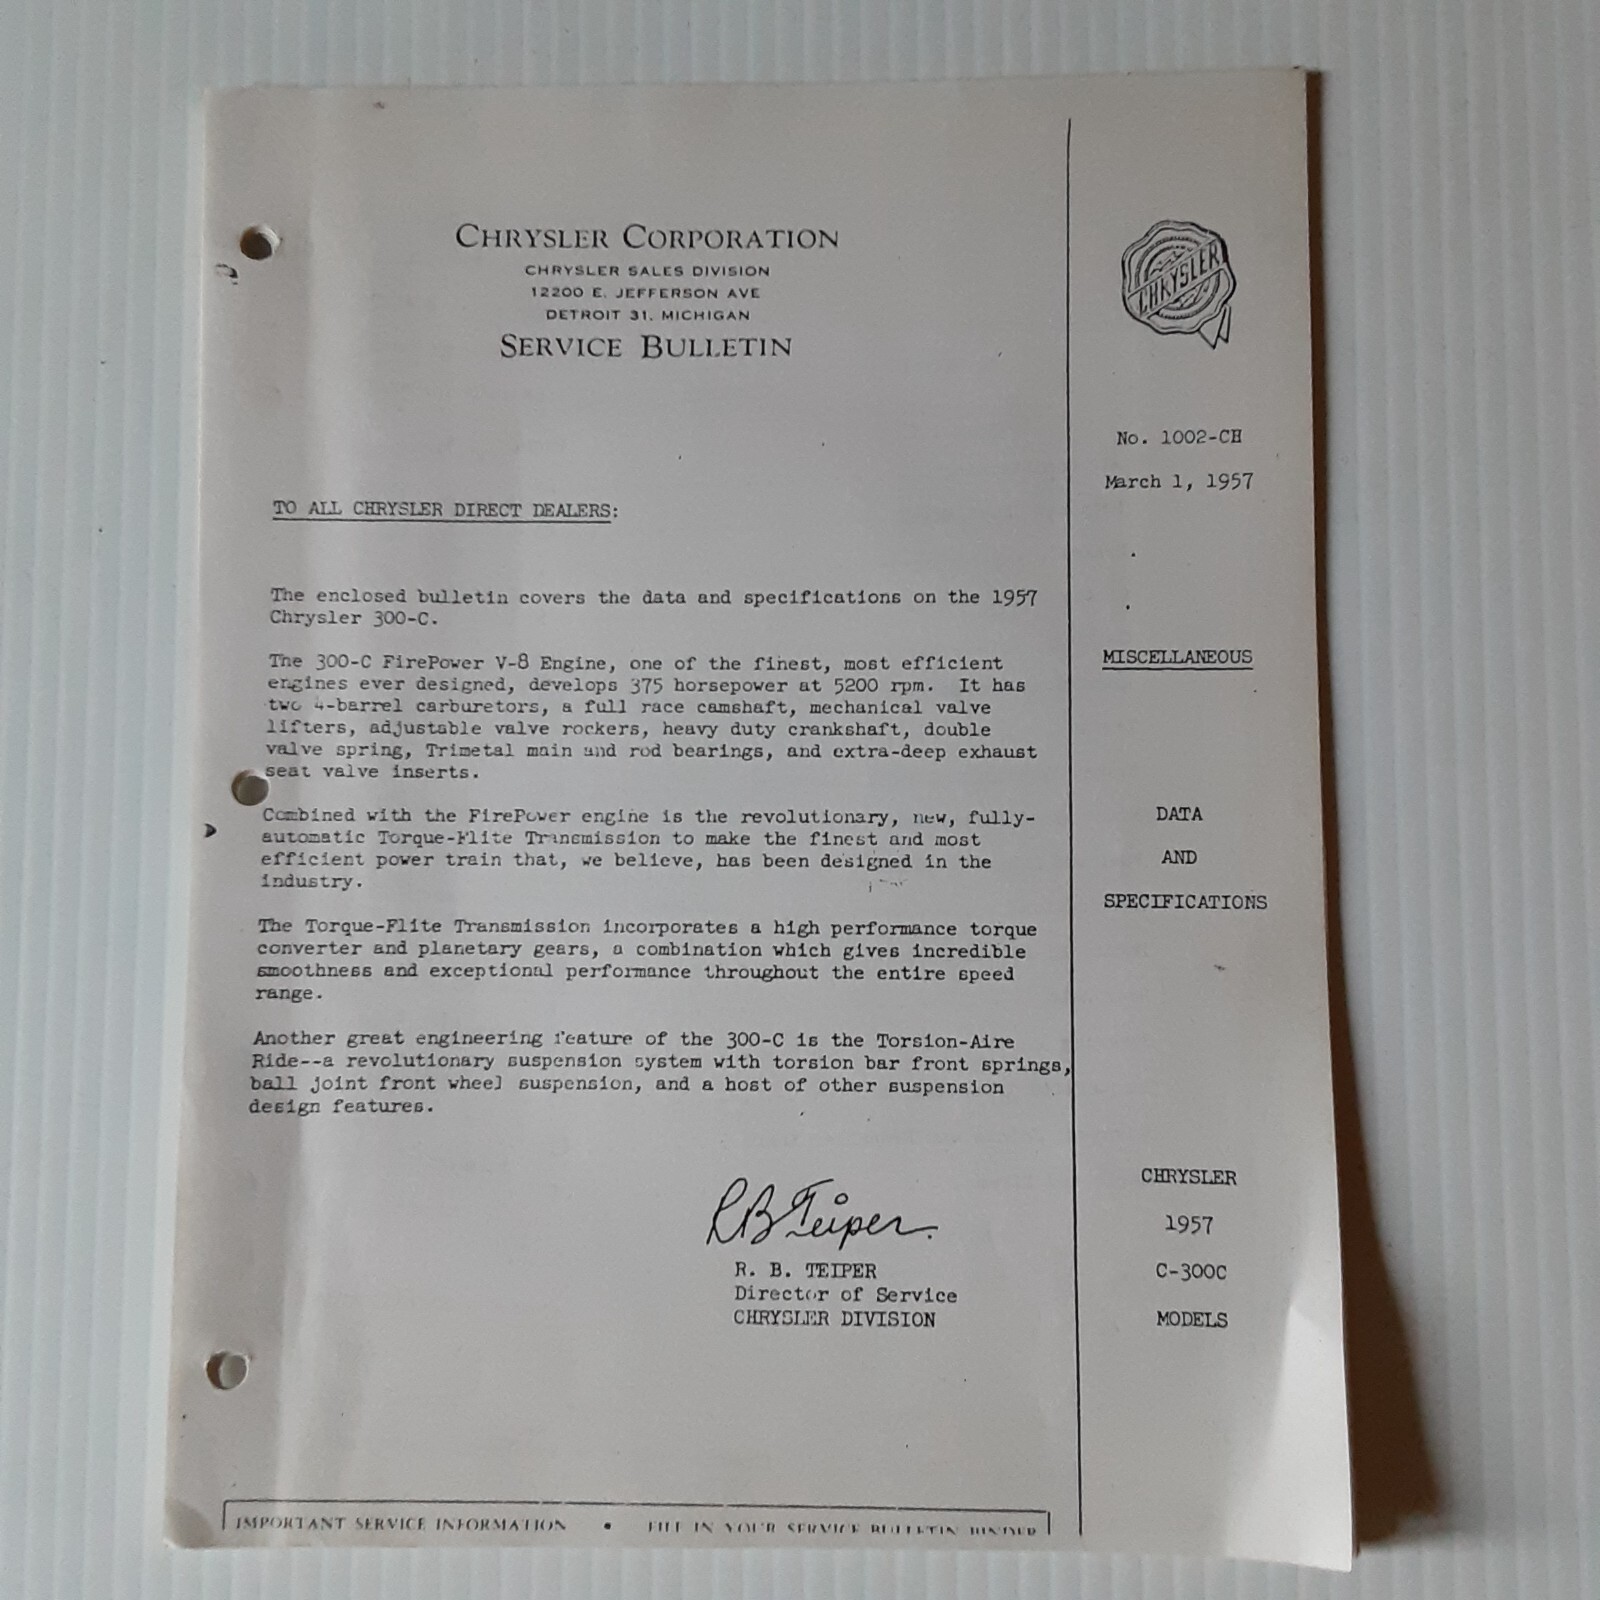 CHRYSLER CORPORATION
CHRYSLER SALES DIVISION
12200 E. JEFFERSON AVE
DETROIT 31, MICHIGAN
SERVICE BULLETIN
CHRYSLER
No. 1002-CH
March 1, 1957
TO ALL CHRYSLER DIRECT DEALERS:
The enclosed bulletin covers the data and specifications on the 1957
Chrysler 300-C.
The 300-C FirePower V-8 Engine, one of the finest, most efficient
engines ever designed, develops 375 horsepower at 5200 rpm. It has
two 4-barrel carburetors, a full race camshaft, mechanical valve
lifters, adjustable valve rockers, heavy duty crankshaft, double
valve spring, Trimetal main and rod bearings, and extra-deep exhaust
seat valve inserts.
Combined with the FirePower engine is the revolutionary, new, fully-
automatic Torque-Flite Transmission to make the finest and most
efficient power train that, we believe, has been designed in the
industry.
The Torque-Flite Transmission incorporates a high performance torque
converter and planetary gears, a combination which gives incredible
smoothness and exceptional performance throughout the entire speed
range.
Another great engineering feature of the 300-C is the Torsion-Aire
Ride--a revolutionary suspension system with torsion bar front springs,
ball joint front wheel suspension, and a host of other suspension
design features.
R B Teiper.
R. B. TEIPER
Director of Service
CHRYSLER DIVISION
MISCELLANEOUS
DATA
AND
SPECIFICATIONS
CHRYSLER
1957
C-300C
MODELS
IMPORTANT SERVICE INFORMATION • FILE IN YOUR SERVICE BULLETIN BINDER